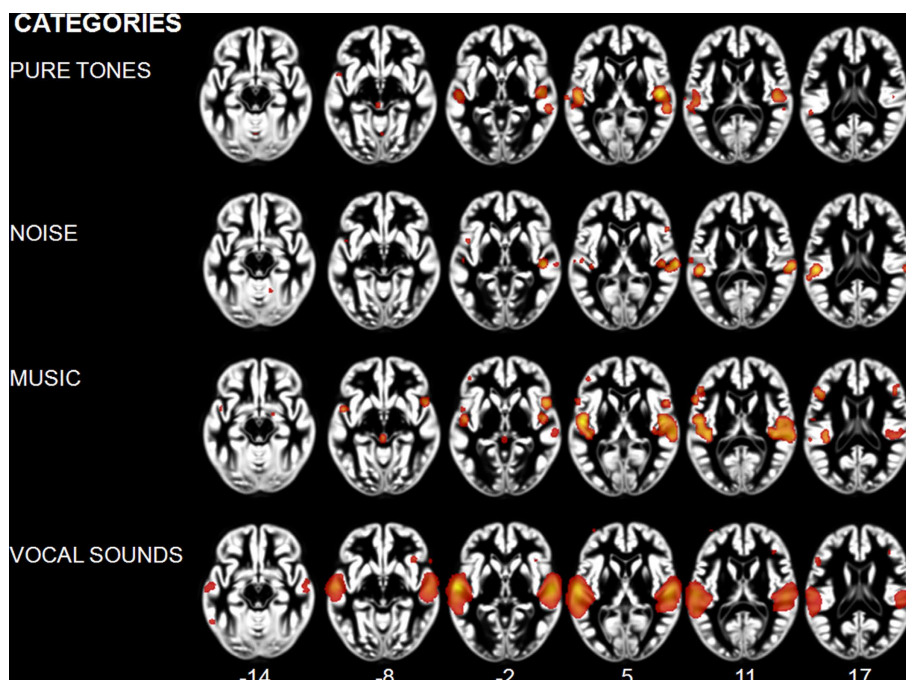 CATEGORIES
PURE TONES
NOISE
MUSIC
VOCAL SOUNDS
-14 -8 -2 5 11 17